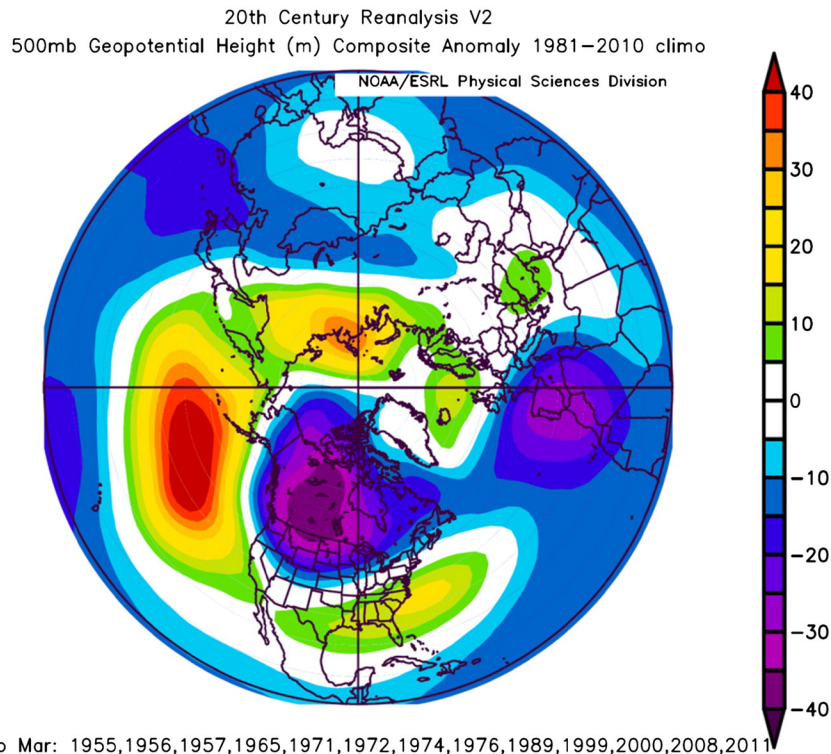 20th Century Reanalysis V2
500mb Geopotential Height (m) Composite Anomaly 1981-2010 climo
NOAA/ESRL Physical Sciences Division
40
30
20
10
0
-10
-20
-30
-40
Mar: 1955,1956,1957,1965,1971,1972,1974,1976,1989,1999,2000,2008,2011